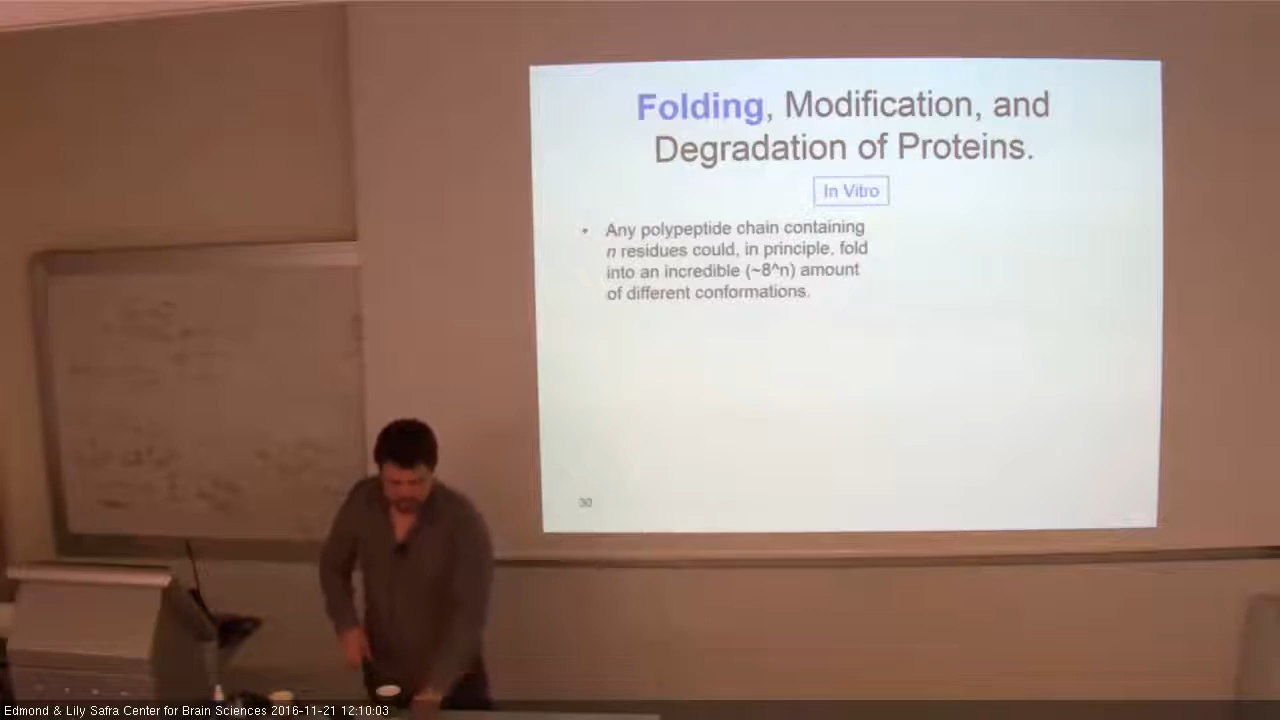 Folding, Modification, and
Degradation of Proteins.
In Vitro
• Any polypeptide chain containing
n residues could, in principle, fold
into an incredible (~8^n) amount
of different conformations.
30
Edmond & Lily Safra Center for Brain Sciences 2016-11-21 12:10:03